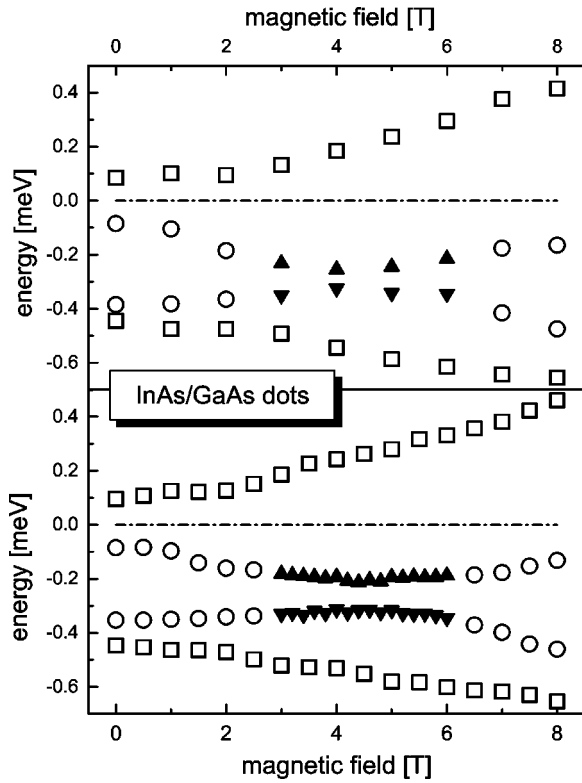 magnetic field [T]
0 2 4 6 8
0.4
0.2
0.0
-0.2
-0.4
-0.6
energy [meV]
InAs/GaAs dots
0.4
0.2
0.0
-0.2
-0.4
-0.6
energy [meV]
0 2 4 6 8
magnetic field [T]